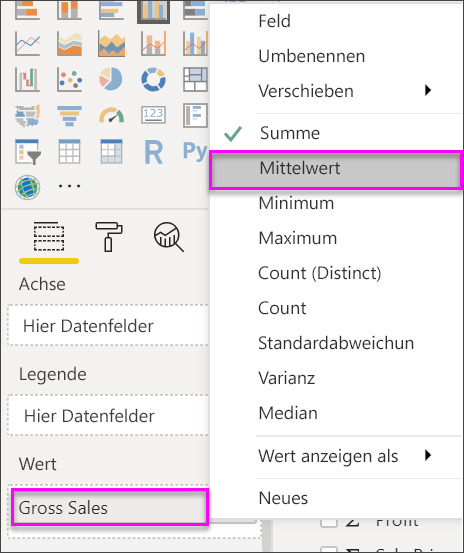 Feld
Umbenennen
Verschieben
Summe
Mittelwert
Minimum
Maximum
Count (Distinct)
Count
Standardabweichun
Varianz
Median
Wert anzeigen als
Neues
123
R
Py
Achse
Hier Datenfelder
Legende
Hier Datenfelder
Wert
Gross Sales
Profit